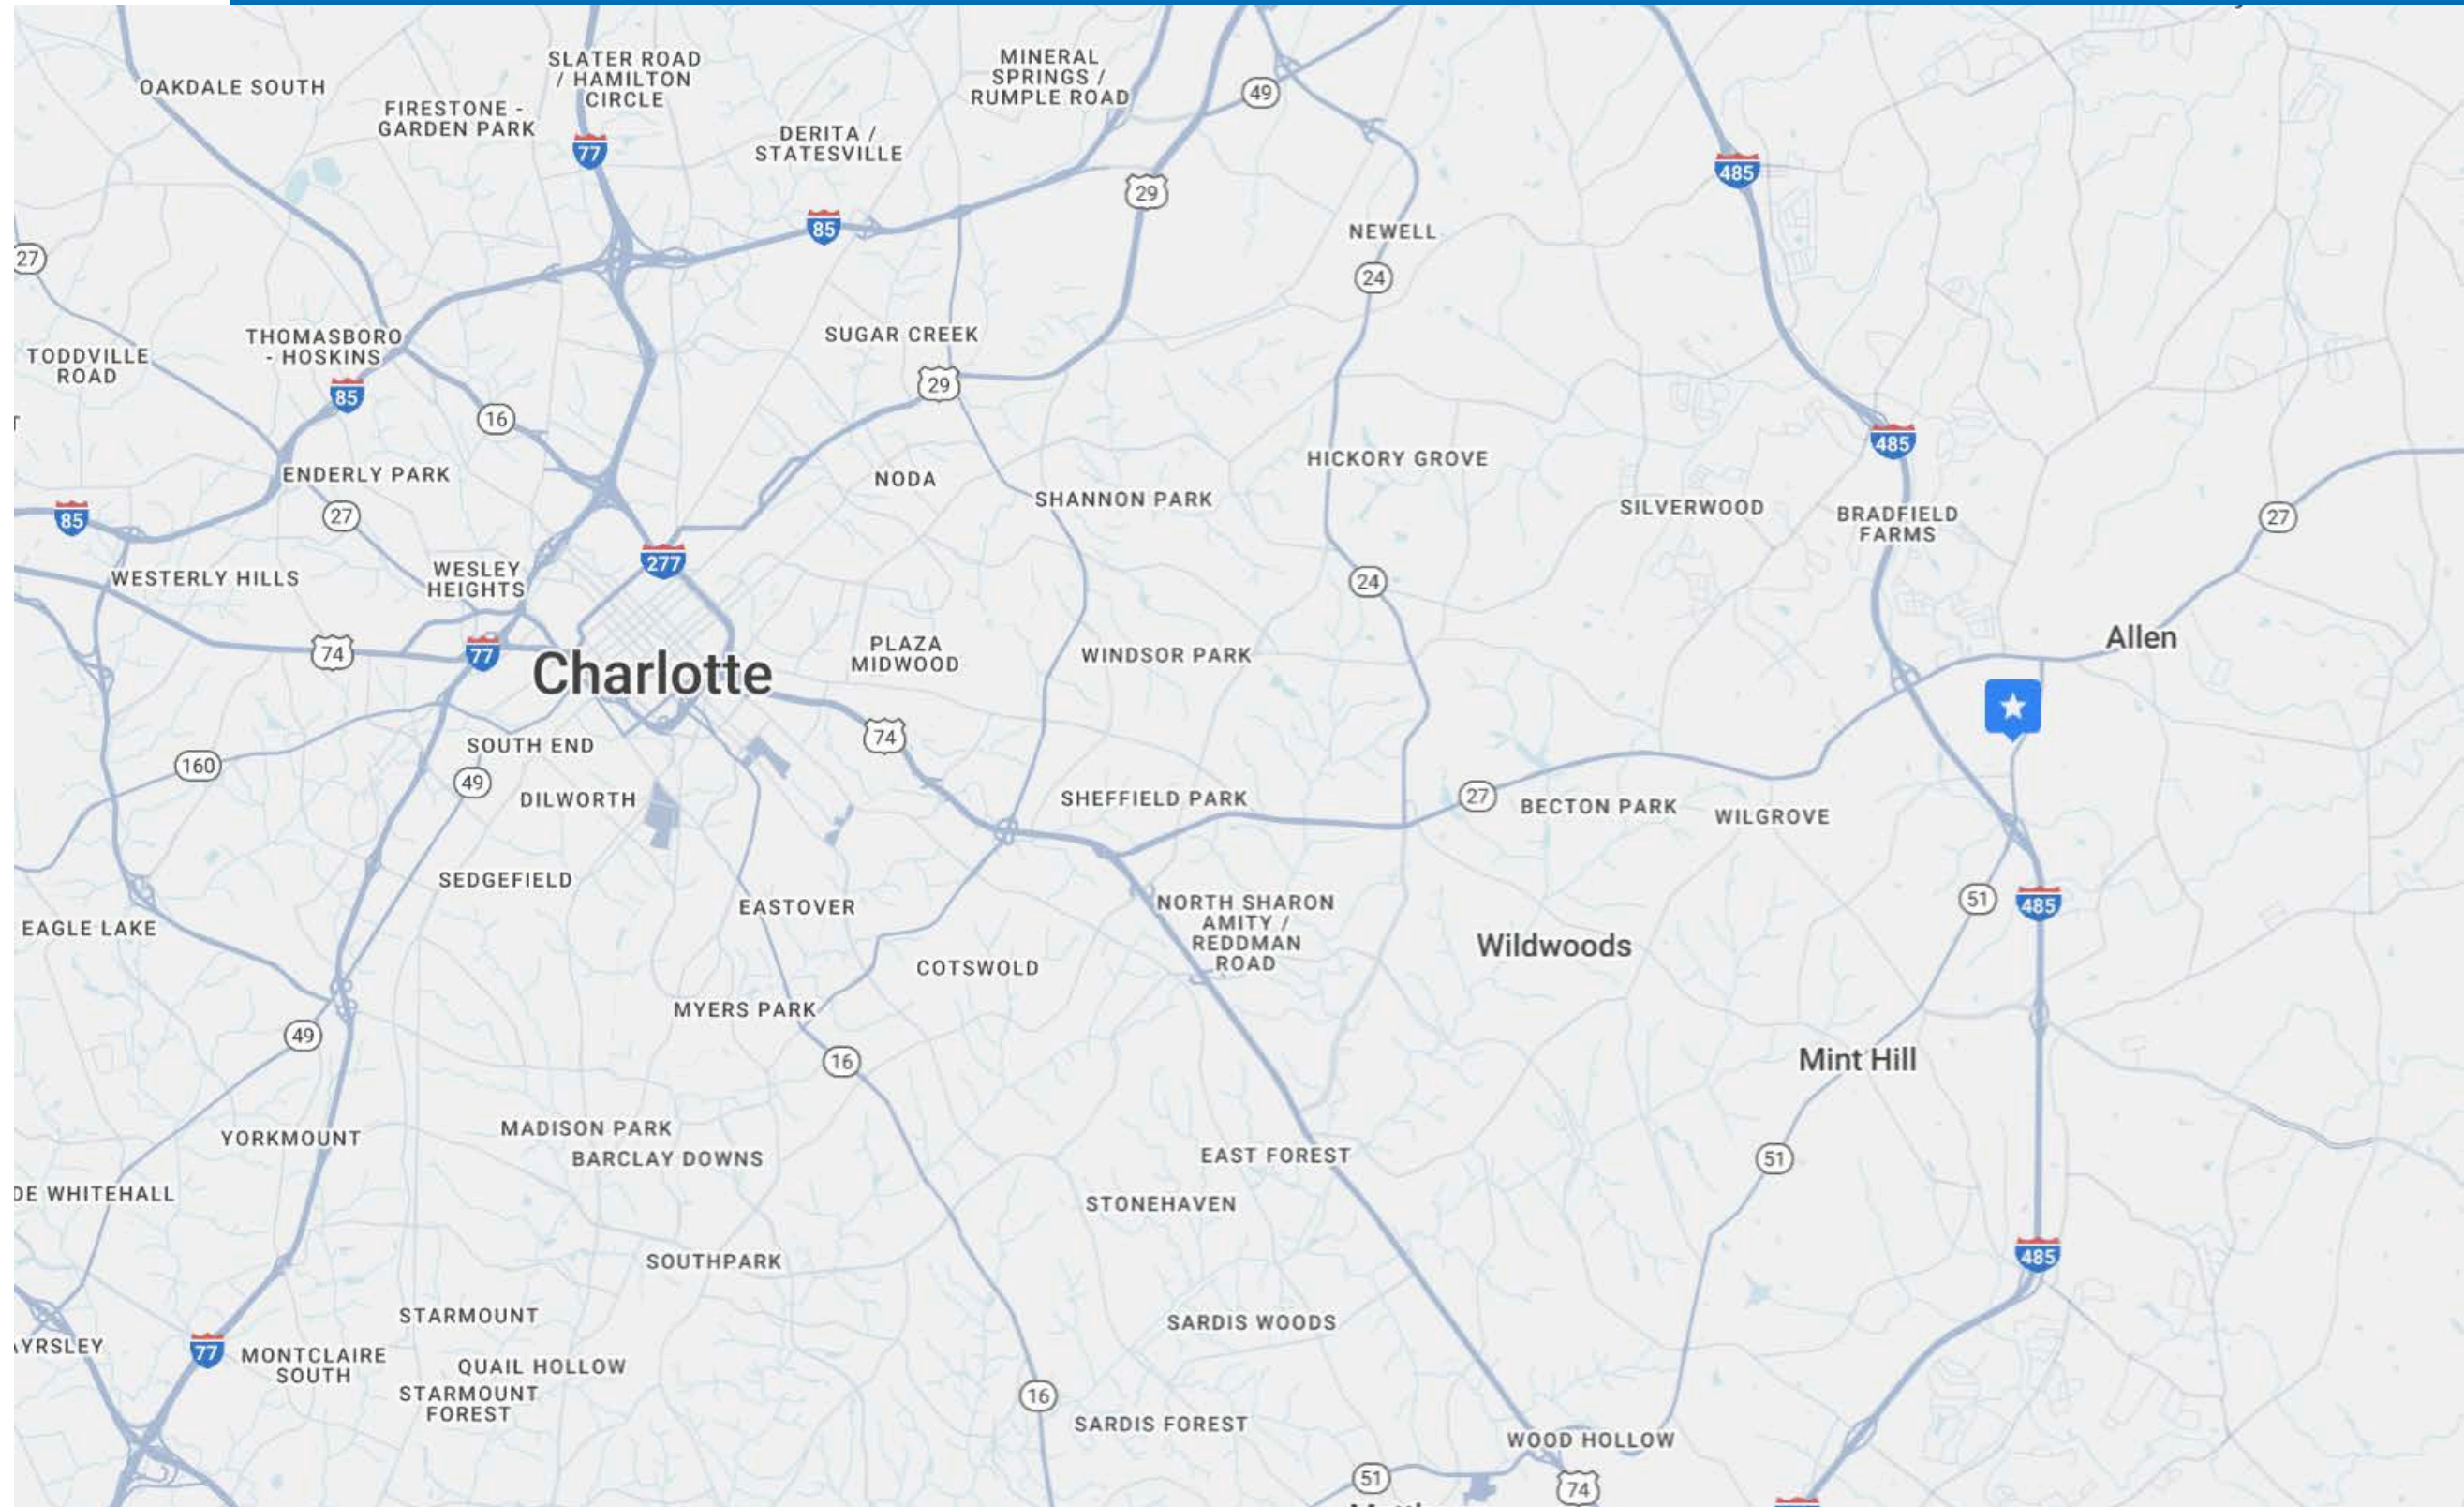 SLATER ROAD
/ HAMILTON
CIRCLE
MINERAL
SPRINGS /
RUMPLE ROAD
OAKDALE SOUTH
49
FIRESTONE -
GARDEN PARK
77
DERITA /
STATESVILLE
485
29
85
NEWELL
27
24
THOMASBORO
- HOSKINS
SUGAR CREEK
TODDVILLE
ROAD
29
85
16
485
HICKORY GROVE
ENDERLY PARK
NODA
SHANNON PARK
SILVERWOOD
BRADFIELD
FARMS
85
27
27
277
WESTERLY HILLS
WESLEY
HEIGHTS
24
Allen
74
77
Charlotte
PLAZA
MIDWOOD
WINDSOR PARK
74
SOUTH END
160
49
DILWORTH
SHEFFIELD PARK
27
BECTON PARK
WILGROVE
SEDGEFIELD
51
485
EASTOVER
NORTH SHARON
AMITY /
REDDMAN
ROAD
EAGLE LAKE
Wildwoods
COTSWOLD
MYERS PARK
49
16
Mint Hill
MADISON PARK
YORKMOUNT
BARCLAY DOWNS
EAST FOREST
51
DE WHITEHALL
STONEHAVEN
485
SOUTHPARK
STARMOUNT
SARDIS WOODS
YRSLEY
77
MONTCLAIRE
SOUTH
QUAIL HOLLOW
STARMOUNT
FOREST
16
SARDIS FOREST
WOOD HOLLOW
51
74